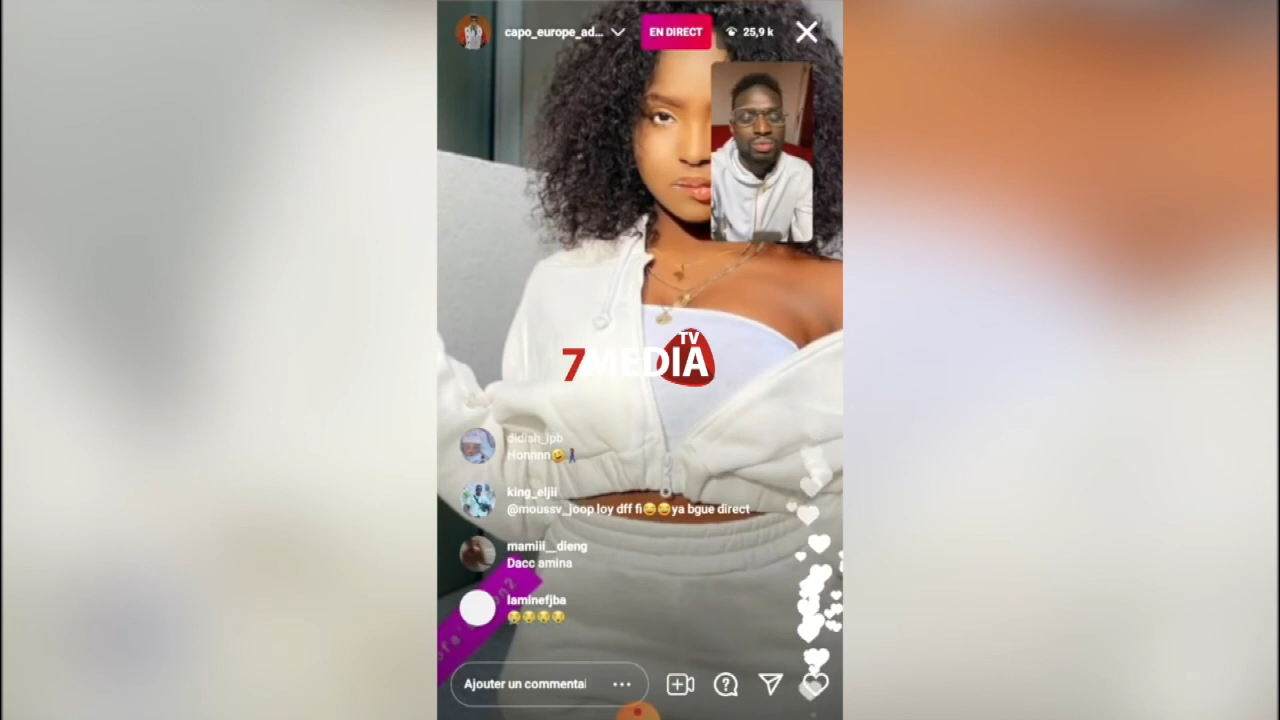 capo_europe_ad...
EN DIRECT
25,9 k
7MEDIA
TV
didish_lpb
Honnnn🤣🚶🏿‍♀️
king_eljii
@moussv_joop loy dff fi😂😂ya bgue direct
mamiil__dieng
Dacc amina
laminefjba
😭😭😭😭
Ajouter un commentai